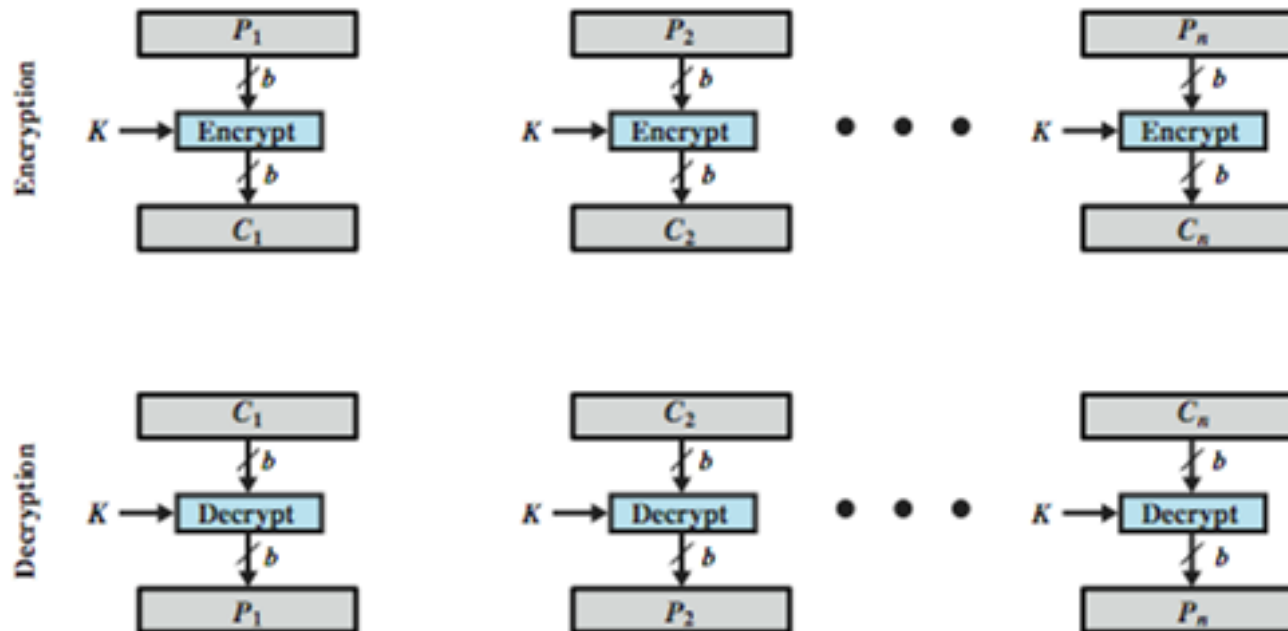 Encryption
P1 P2 Pn
b b b
K Encrypt K Encrypt K Encrypt
b b b
C1 C2 Cn
Decryption
C1 C2 Cn
b b b
K Decrypt K Decrypt K Decrypt
b b b
P1 P2 Pn